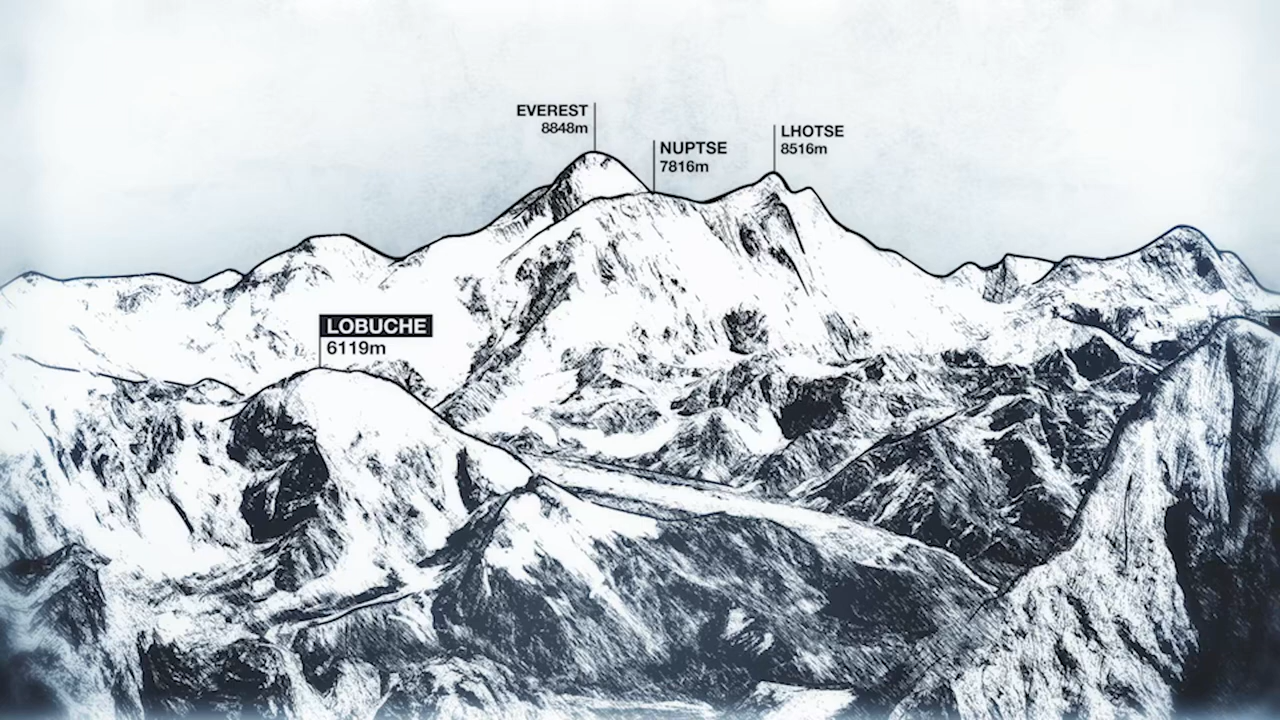 EVEREST
8848m
NUPTSE
7816m
LHOTSE
8516m
LOBUCHE
6119m